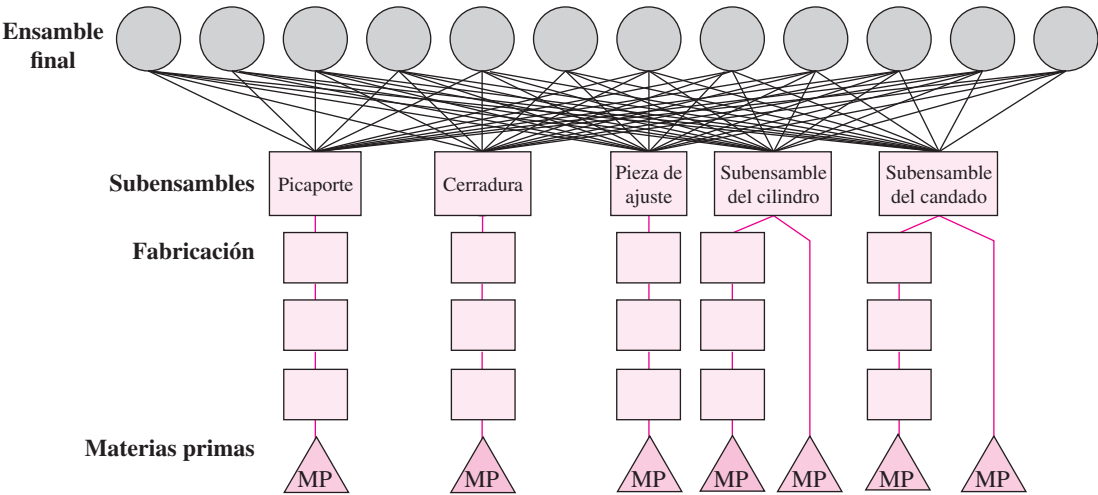 Ensamble
final
Subensambles
Picaporte
Cerradura
Pieza de
ajuste
Subensamble
del cilindro
Subensamble
del candado
Fabricación
Materias primas
MP
MP
MP
MP
MP
MP
MP